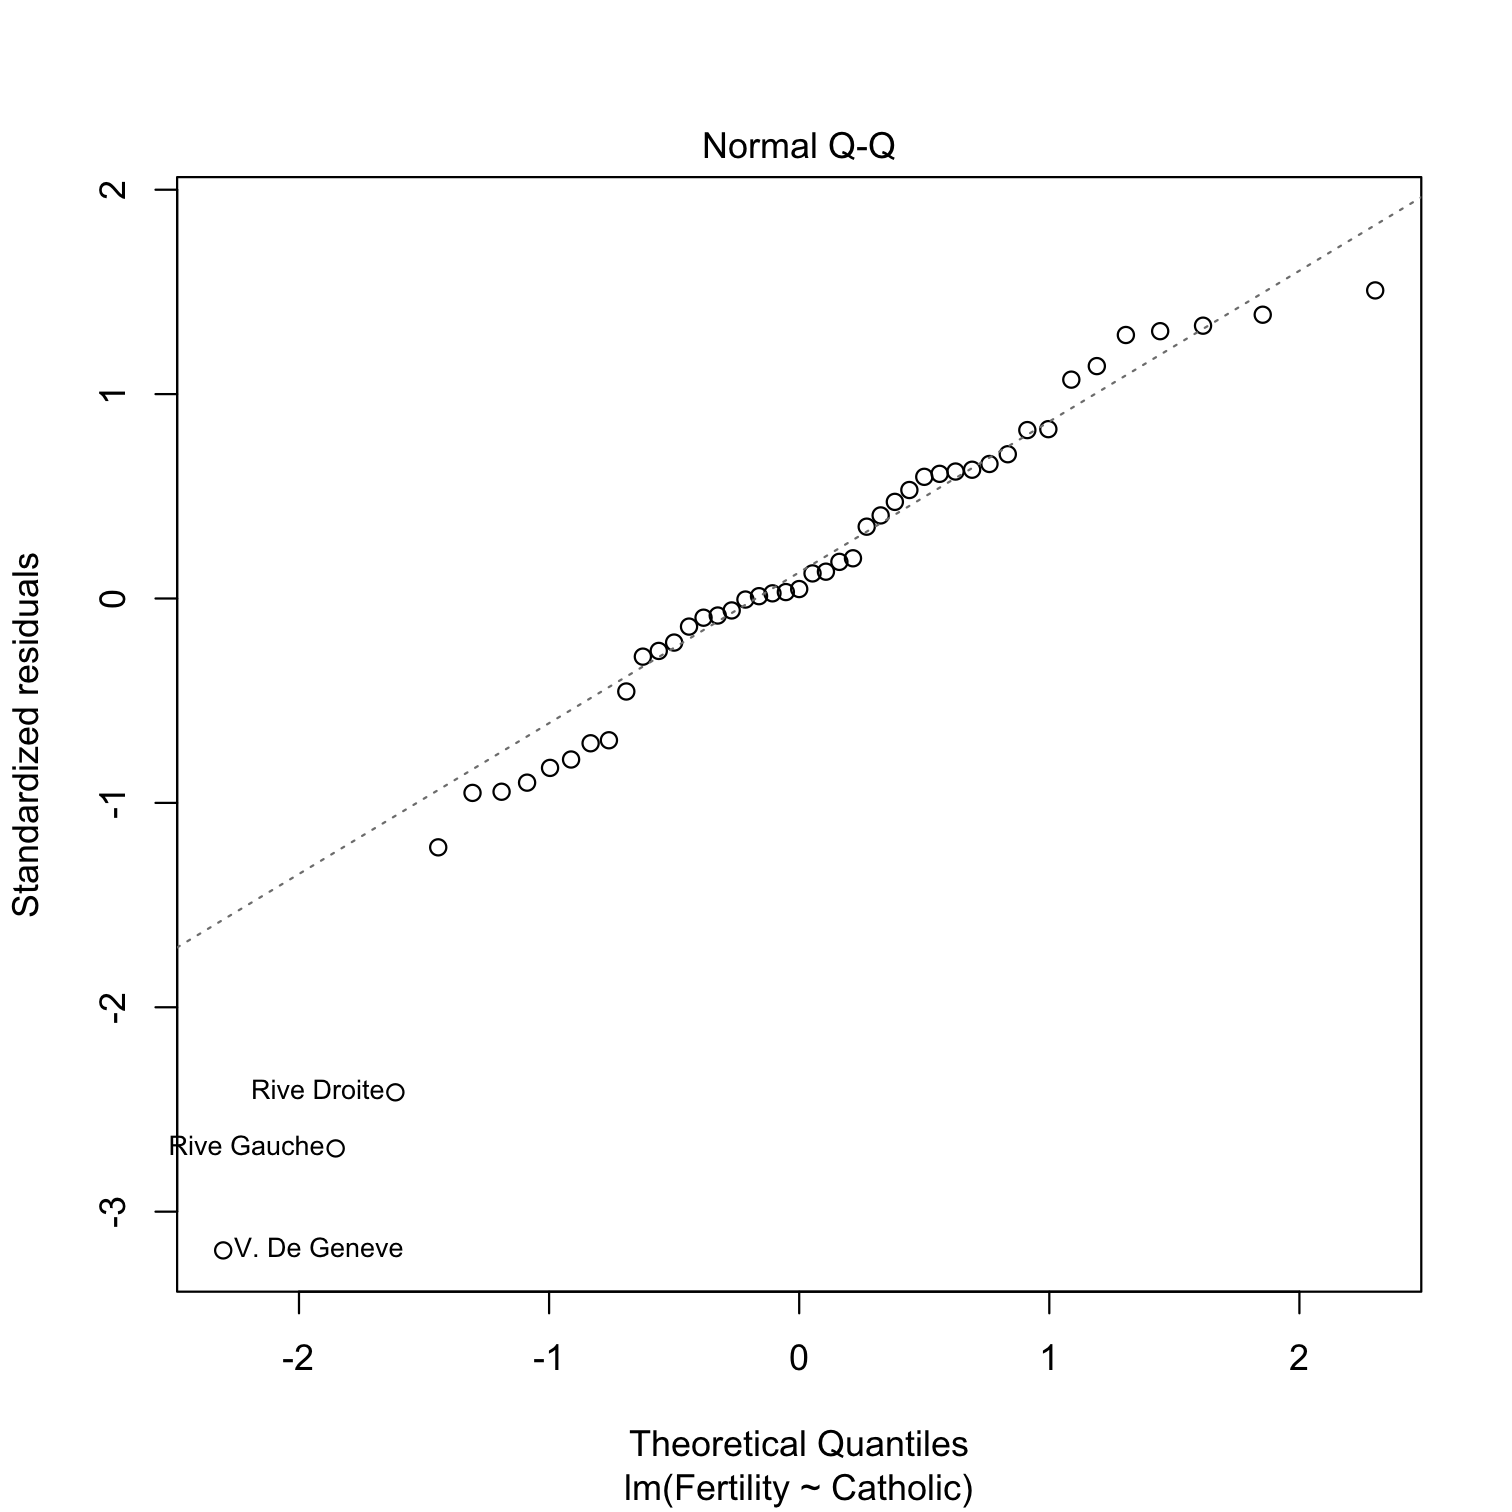 Normal Q-Q
2
1
0
-1
-2
-3
Standardized residuals
Rive Droite
Rive Gauche
V. De Geneve
-2 -1 0 1 2
Theoretical Quantiles
lm(Fertility ~ Catholic)